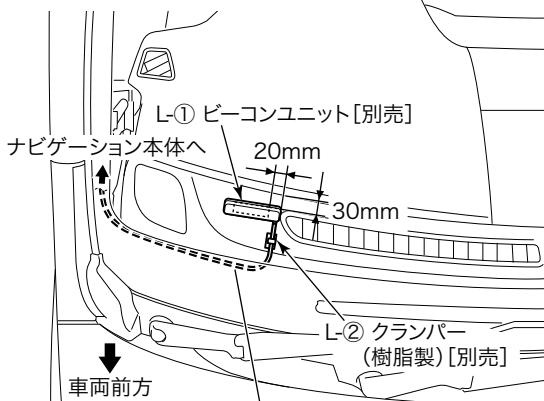 L-① ビーコンユニット[別売]
ナビゲーション本体へ
20mm
30mm
L-② クランパー
(樹脂製)[別売]
車両前方